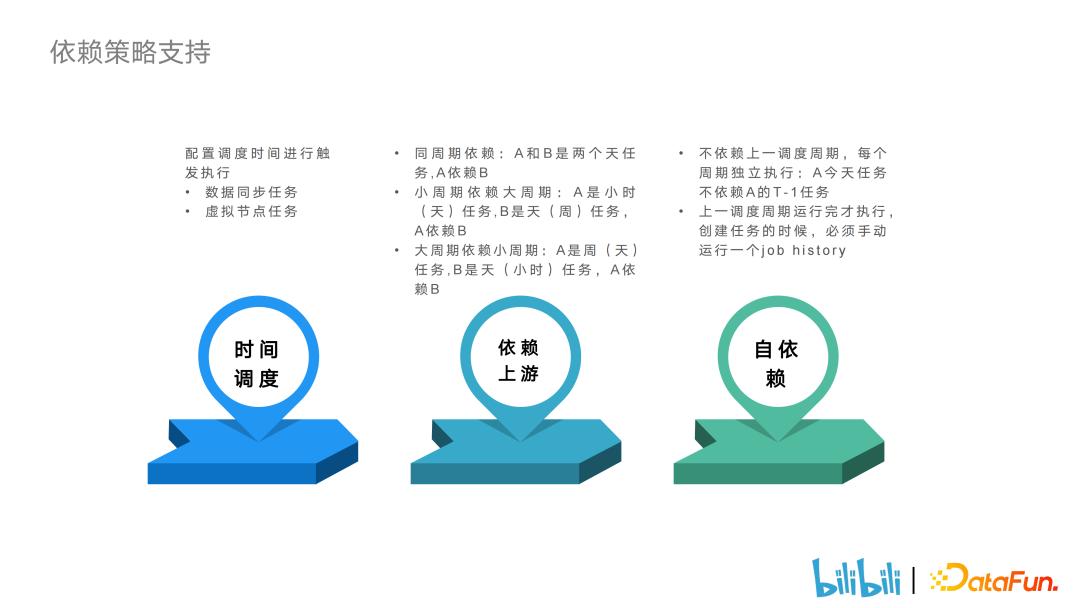 依赖策略支持
配置调度时间进行触
发执行
• 数据同步任务
• 虚拟节点任务
• 同周期依赖：A和B是两个天任
务,A依赖B
• 小周期依赖大周期：A是小时
（天）任务,B是天（周）任务，
A依赖B
• 大周期依赖小周期：A是周（天）
任务,B是天（小时）任务，A依
赖B
• 不依赖上一调度周期，每个
周期独立执行：A今天任务
不依赖A的T-1任务
• 上一调度周期运行完才执行，
创建任务的时候，必须手动
运行一个job history
时间
调度
依赖
上游
自依
赖
bilibili | DataFun.